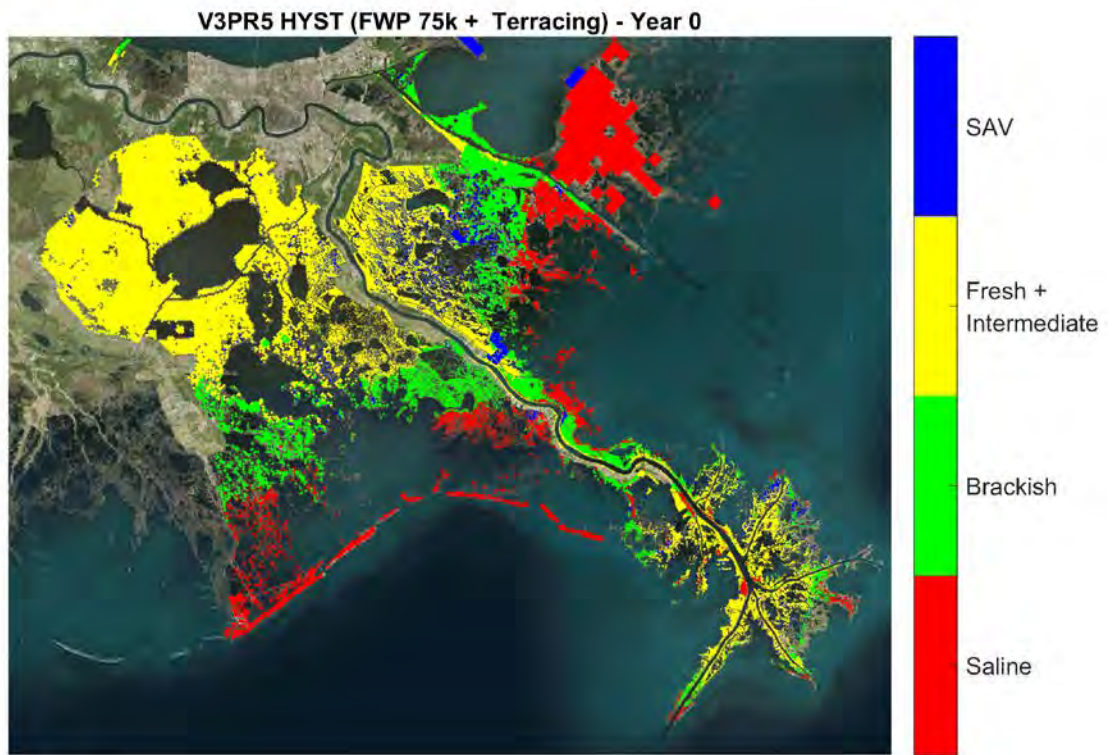 V3PR5 HYST (FWP 75k +  Terracing) - Year 0
SAV
Fresh +
Intermediate
Brackish
Saline